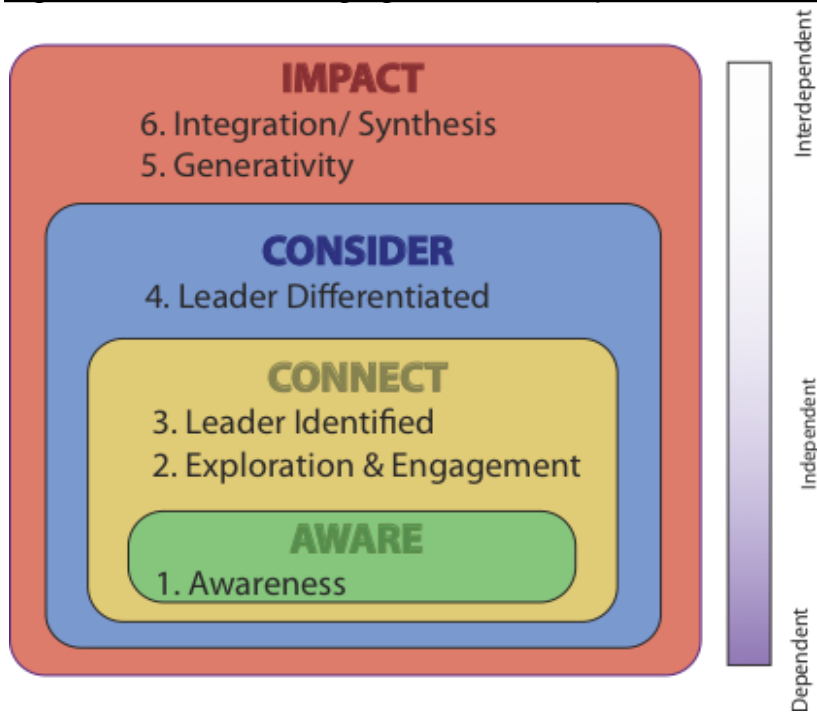 IMPACT
6. Integration/ Synthesis
5. Generativity
CONSIDER
4. Leader Differentiated
CONNECT
3. Leader Identified
2. Exploration & Engagement
AWARE
1. Awareness
Interdependent
Independent
Dependent